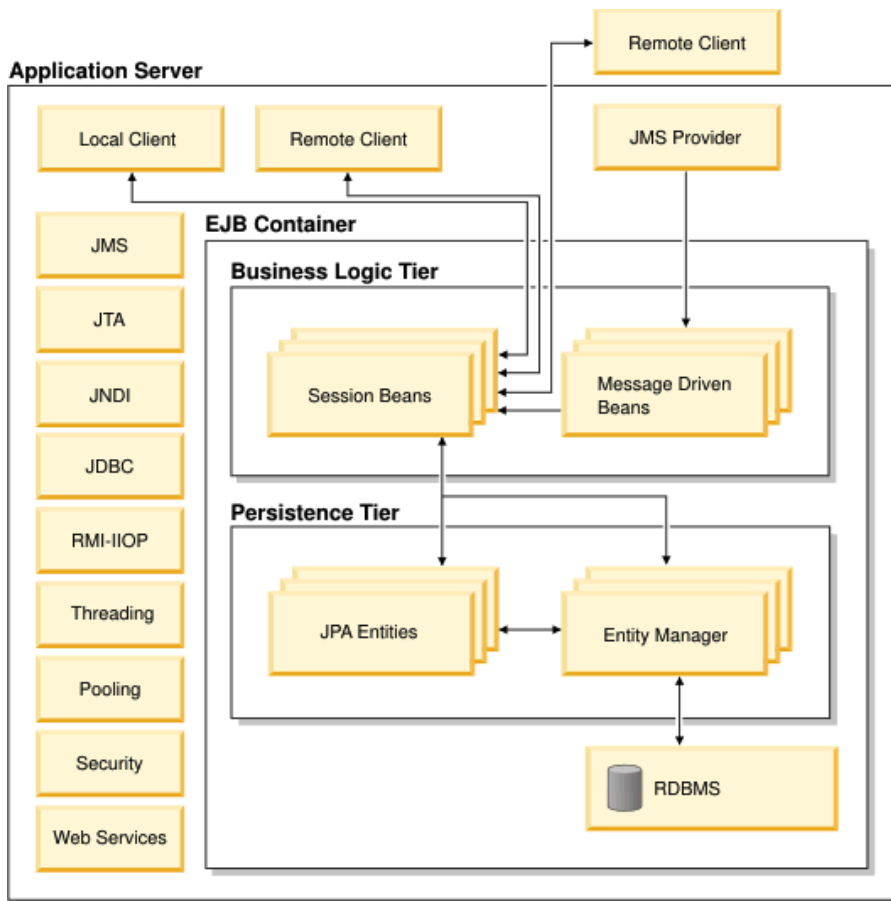 Remote Client
Application Server
Local Client
Remote Client
JMS Provider
JMS
EJB Container
Business Logic Tier
JTA
JNDI
Session Beans
Message Driven
Beans
JDBC
Persistence Tier
RMI-IIOP
Threading
JPA Entities
Entity Manager
Pooling
Security
RDBMS
Web Services